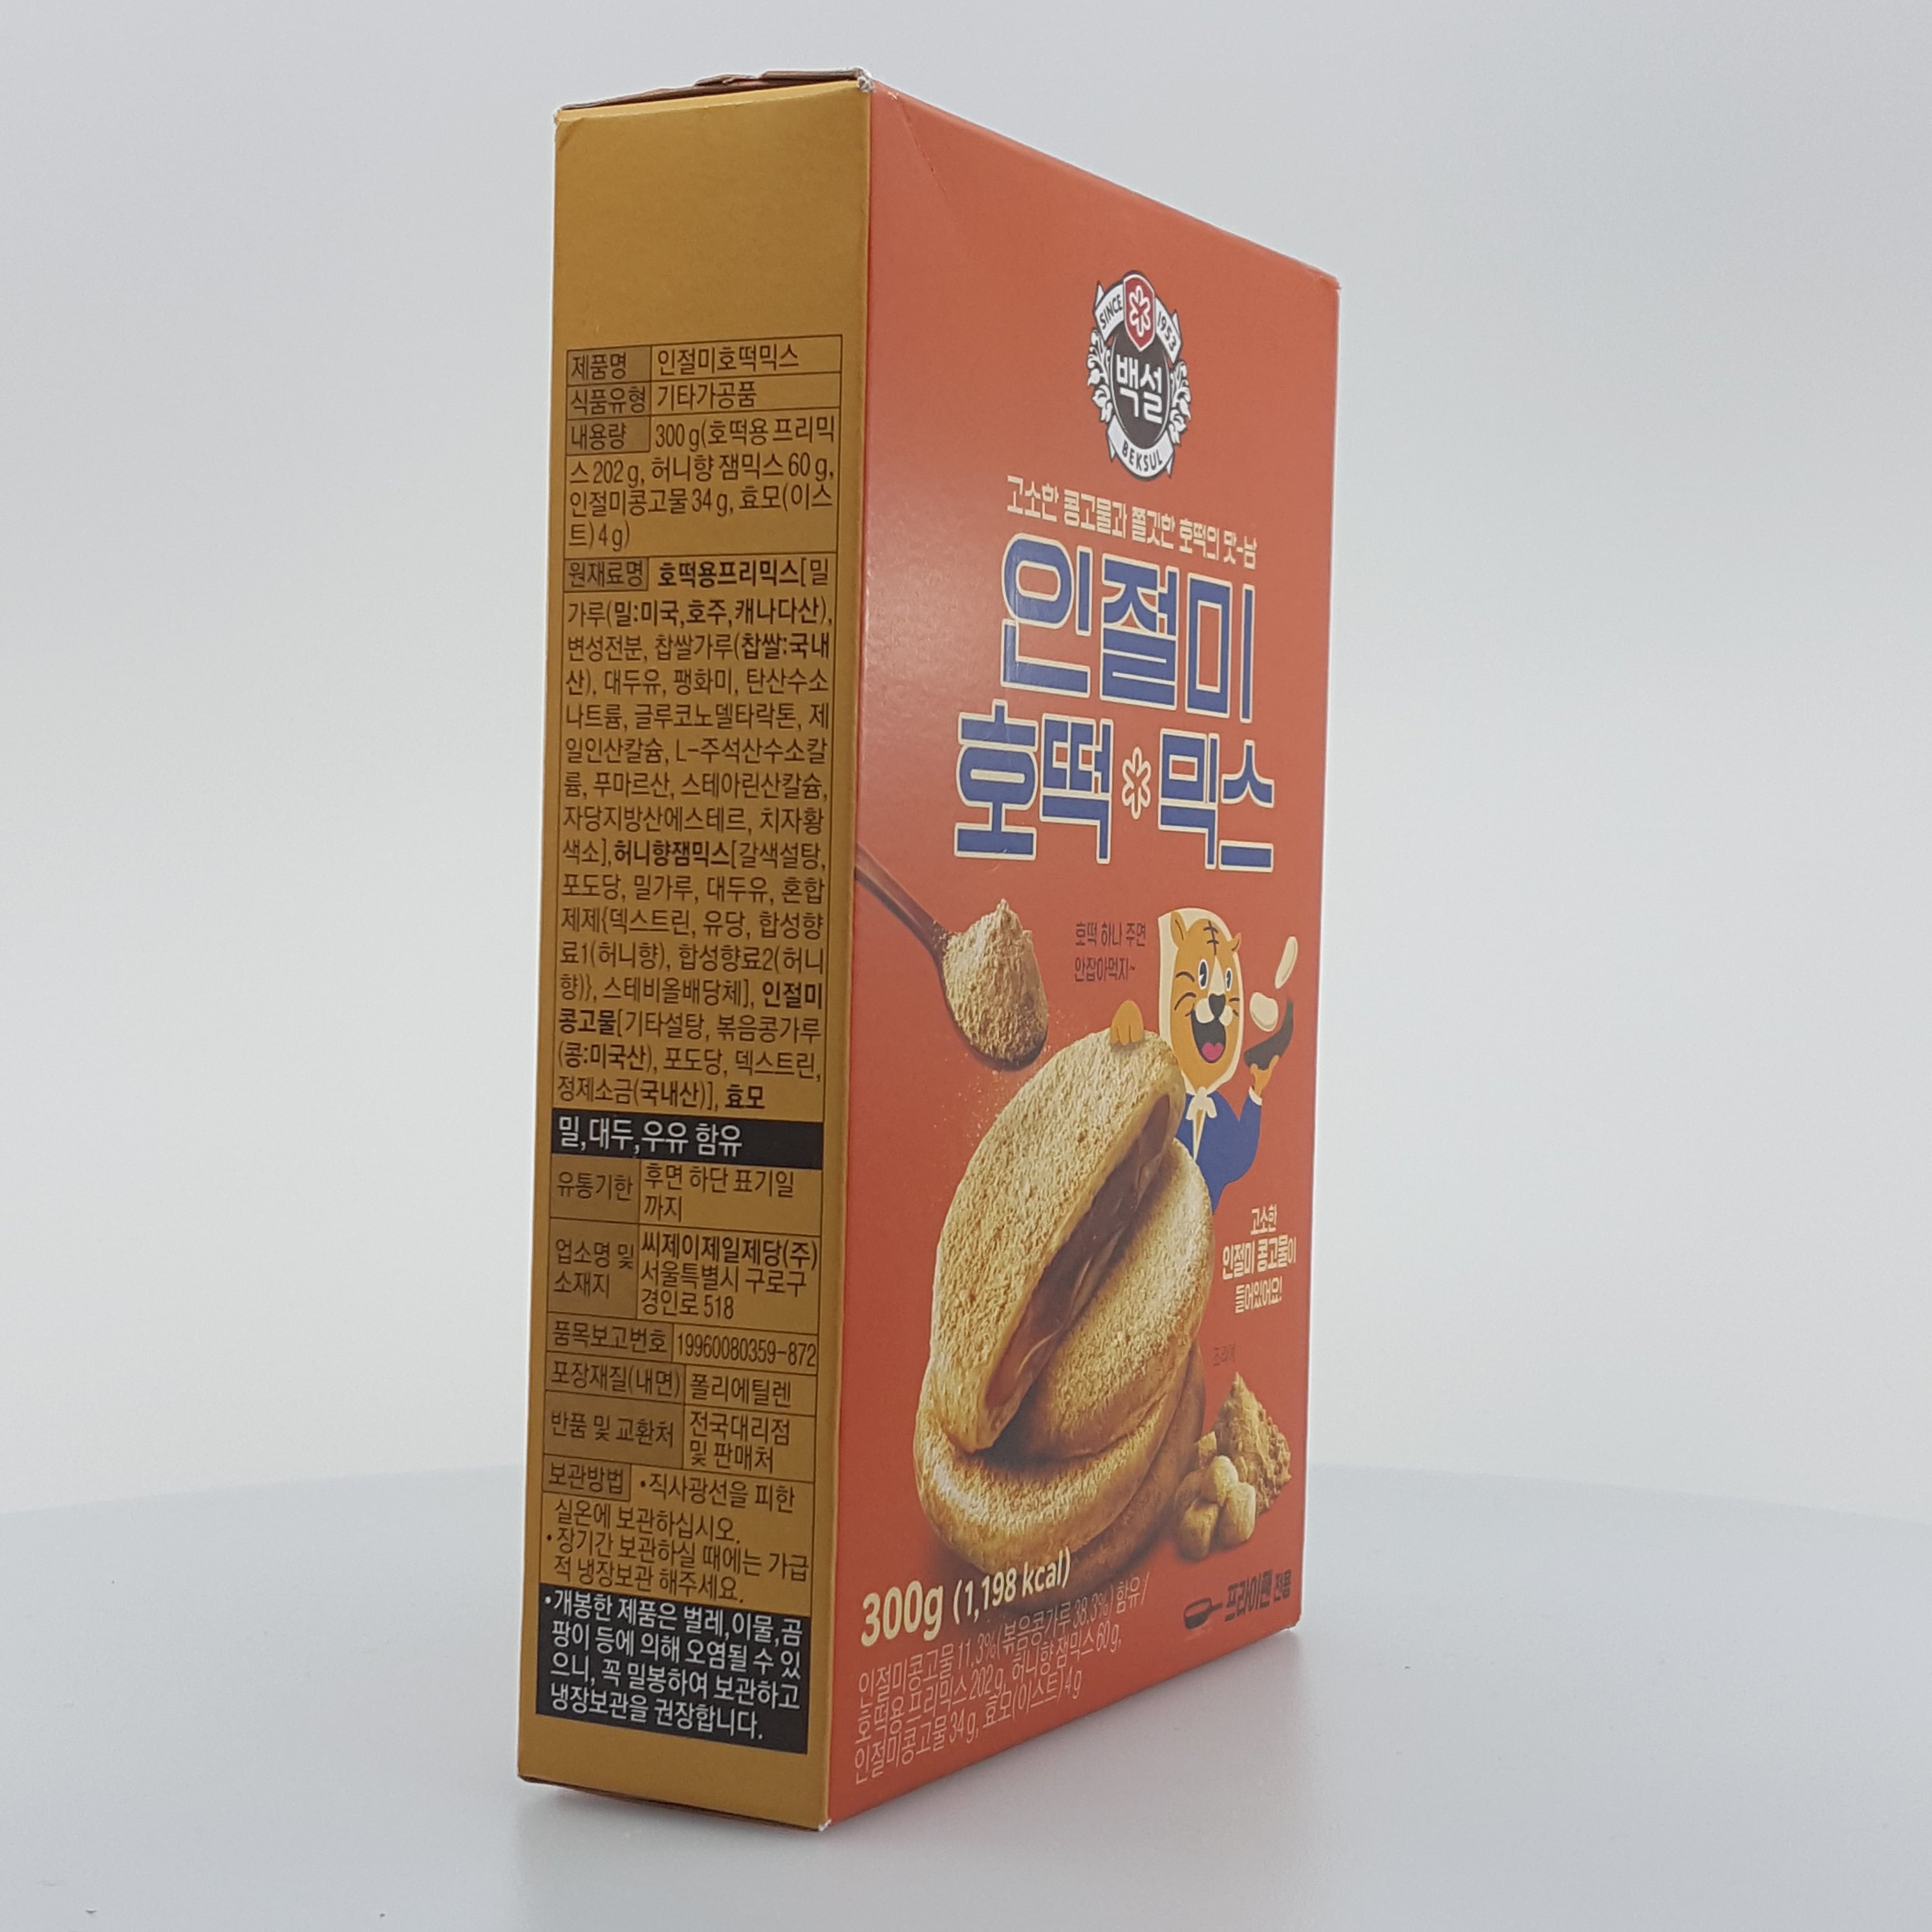 제품명 인절미호떡믹스
식품유형 기타가공품
내용량 300 g(호떡용 프리믹
스 202 g, 허니향 잼믹스 60 g,
인절미콩고물 34 g, 효모(이스
트) 4 g)
원재료명 호떡용프리믹스[밀
가루(밀:미국,호주,캐나다산),
변성전분, 찹쌀가루(찹쌀:국내
산), 대두유, 팽화미, 탄산수소
나트륨, 글루코노델타락톤, 제
일인산칼슘, L-주석산수소칼
륨, 푸마르산, 스테아린산칼슘,
자당지방산에스테르, 치자황
색소], 허니향잼믹스[갈색설탕,
포도당, 밀가루, 대두유, 혼합
제제{덱스트린, 유당, 합성향
료1(허니향), 합성향료2(허니
향)}, 스테비올배당체], 인절미
콩고물[기타설탕, 볶음콩가루
(콩:미국산), 포도당, 덱스트린,
정제소금(국내산)], 효모
밀, 대두, 우유 함유
유통기한 후면 하단 표기일
까지
업소명 및 소재지 씨제이제일제당(주)
서울특별시 구로구
경인로 518
품목보고번호 19960080359-872
포장재질(내면) 폴리에틸렌
반품 및 교환처 전국대리점
및 판매처
보관방법 •직사광선을 피한
실온에 보관하십시오.
•장기간 보관하실 때에는 가급
적 냉장보관 해주세요.
•개봉한 제품은 벌레,이물,곰
팡이 등에 의해 오염될 수 있
으니, 꼭 밀봉하여 보관하고
냉장보관을 권장합니다.
SINCE 1953
백설
BEKSUL
고소한 콩고물과 쫄깃한 호떡의 맛-남
인절미
호떡 믹스
호떡 하나 주면
안잡아먹지~
고소한
인절미 콩고물이
들어있어요!
조리예
300g (1,198 kcal)
인절미콩고물 11.3%(볶음콩가루 38.3%) 함유 /
호떡용 프리믹스 202 g, 허니향 잼믹스 60 g,
인절미콩고물 34 g, 효모(이스트) 4 g
프라이팬 전용